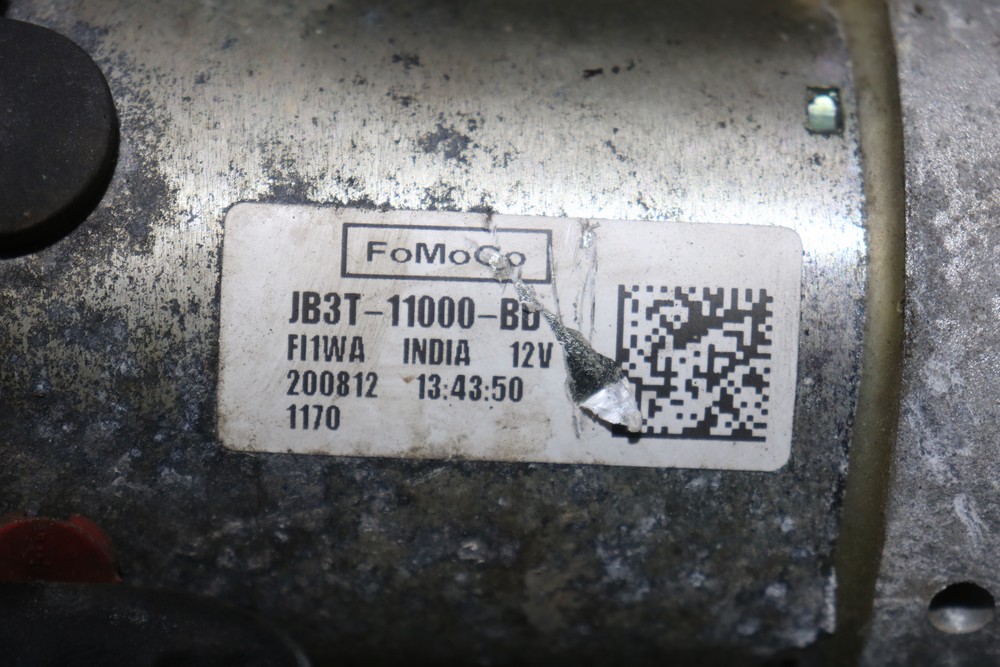 FoMoCo
JB3T-11000-BD
FI1WA INDIA 12V
200812 13:43:50
1170